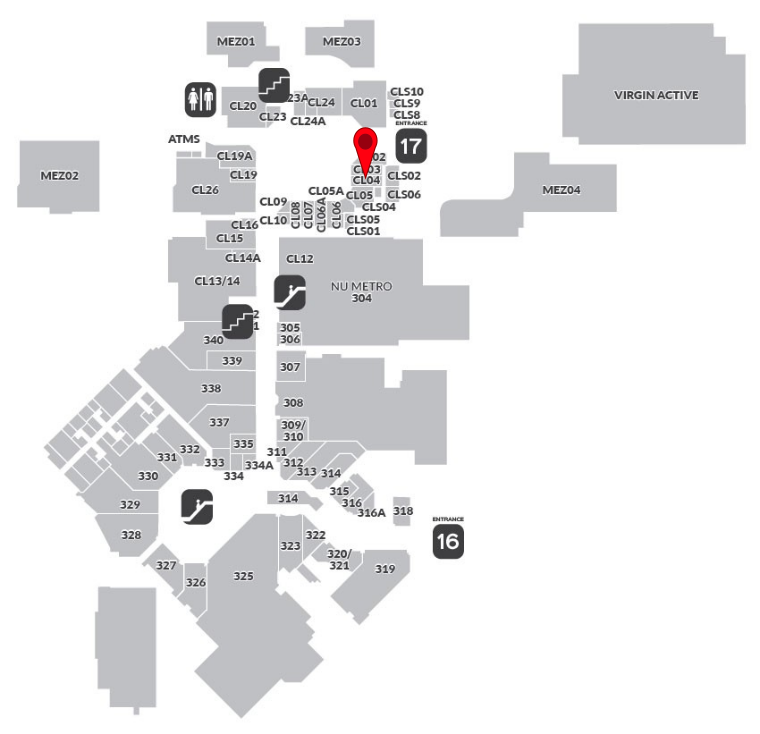 MEZ01
MEZ03
VIRGIN ACTIVE
CL20
23A
CL24
CL01
CLS10
CLS9
CLS8
CL23
CL24A
ENTRANCE
17
ATMS
CL19A
02
CL03
CL04
CLS02
MEZ02
CL19
CL26
CL05A
CL05
CLS06
MEZ04
CL09
CL08
CL07
CL06A
CL06
CLS04
CL10
CLS05
CLS01
CL16
CL15
CL14A
CL12
CL13/14
NU METRO
304
2
1
305
306
340
339
307
338
308
337
309/
310
335
311
332
331
333
334A
334
312
313
314
330
315
316
316A
318
329
314
328
ENTRANCE
16
322
323
320/
321
319
327
326
325